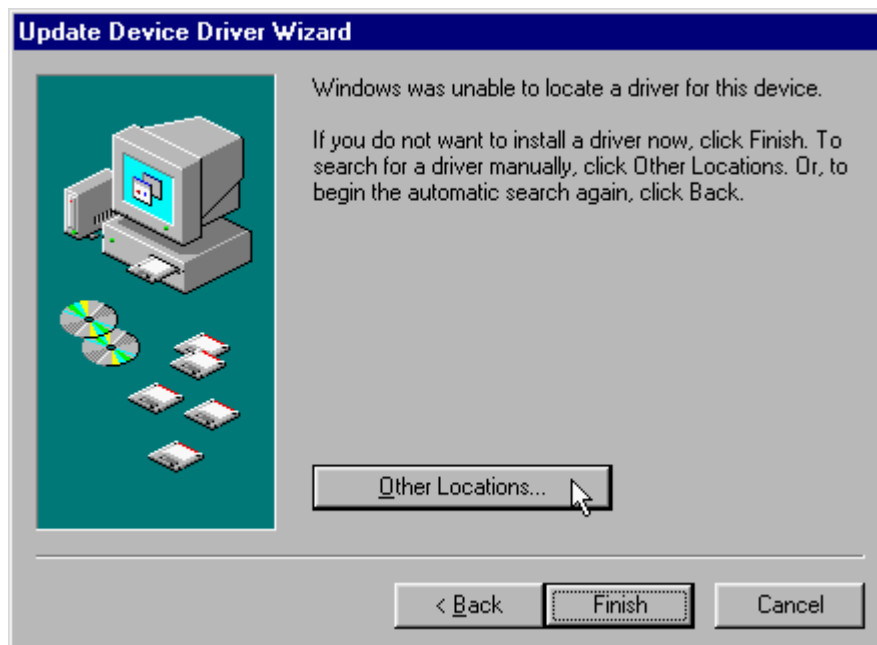 Update Device Driver Wizard
Windows was unable to locate a driver for this device.
If you do not want to install a driver now, click Finish. To
search for a driver manually, click Other Locations. Or, to
begin the automatic search again, click Back.
Other Locations...
< Back
Finish
Cancel